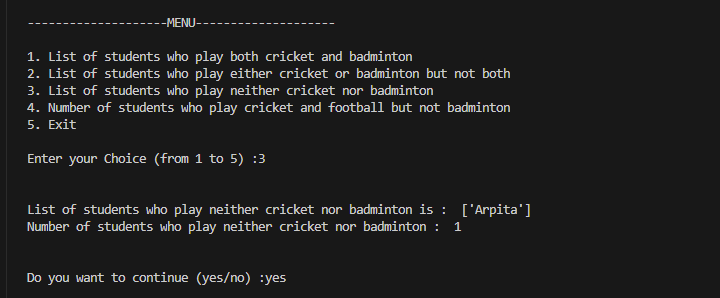 --------------------MENU--------------------
1. List of students who play both cricket and badminton
2. List of students who play either cricket or badminton but not both
3. List of students who play neither cricket nor badminton
4. Number of students who play cricket and football but not badminton
5. Exit
Enter your Choice (from 1 to 5) :3
List of students who play neither cricket nor badminton is :  ['Arpita']
Number of students who play neither cricket nor badminton :  1
Do you want to continue (yes/no) :yes